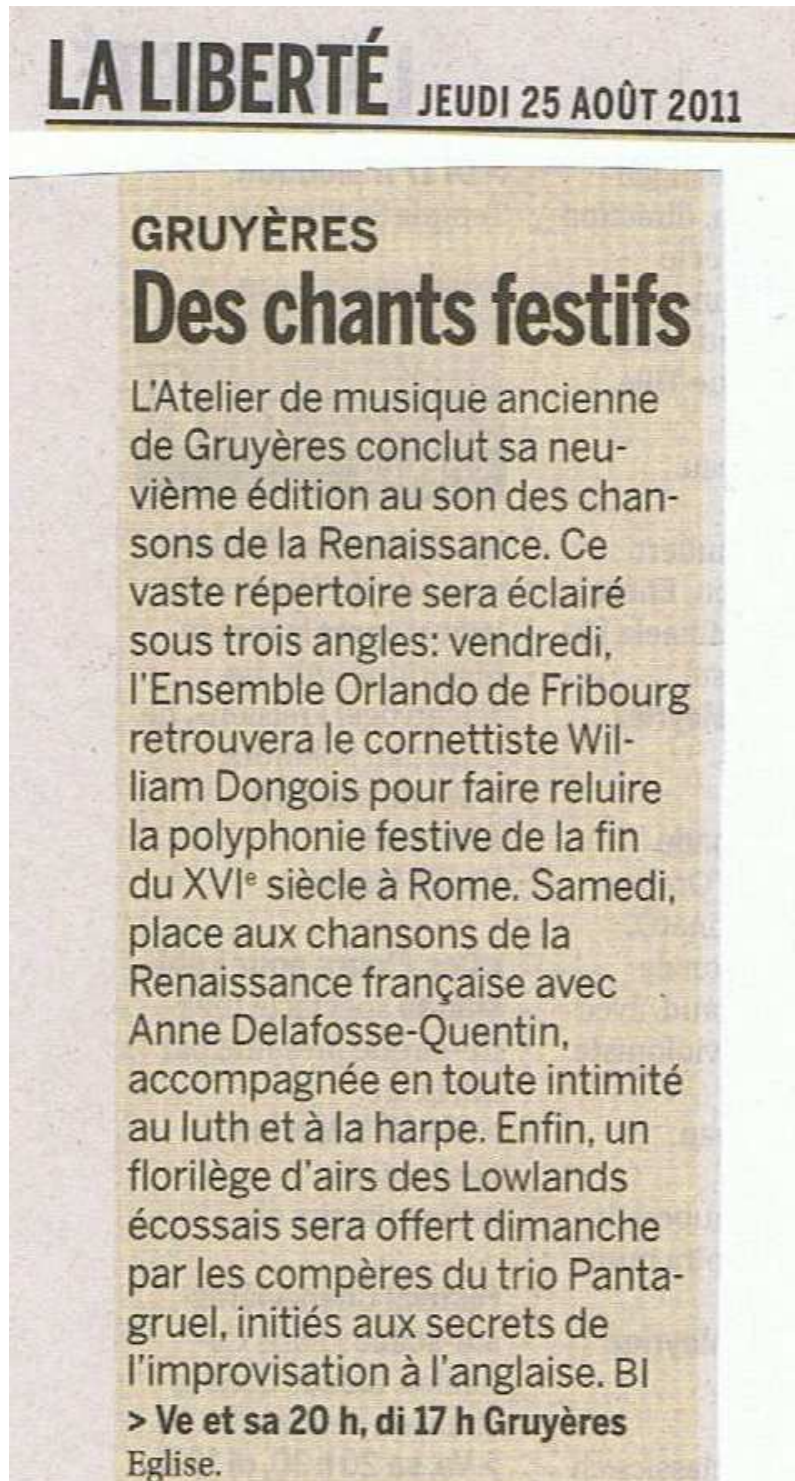 LA LIBERTÉ JEUDI 25 AOÛT 2011
GRUYÈRES
Des chants festifs
L'Atelier de musique ancienne
de Gruyères conclut sa neu-
vième édition au son des chan-
sons de la Renaissance. Ce
vaste répertoire sera éclairé
sous trois angles: vendredi,
l'Ensemble Orlando de Fribourg
retrouvera le cornettiste Wil-
liam Dongois pour faire reluire
la polyphonie festive de la fin
du XVIe siècle à Rome. Samedi,
place aux chansons de la
Renaissance française avec
Anne Delafosse-Quentin,
accompagnée en toute intimité
au luth et à la harpe. Enfin, un
florilège d'airs des Lowlands
écossais sera offert dimanche
par les compères du trio Panta-
gruel, initiés aux secrets de
l'improvisation à l'anglaise. BI
> Ve et sa 20 h, di 17 h Gruyères
Eglise.